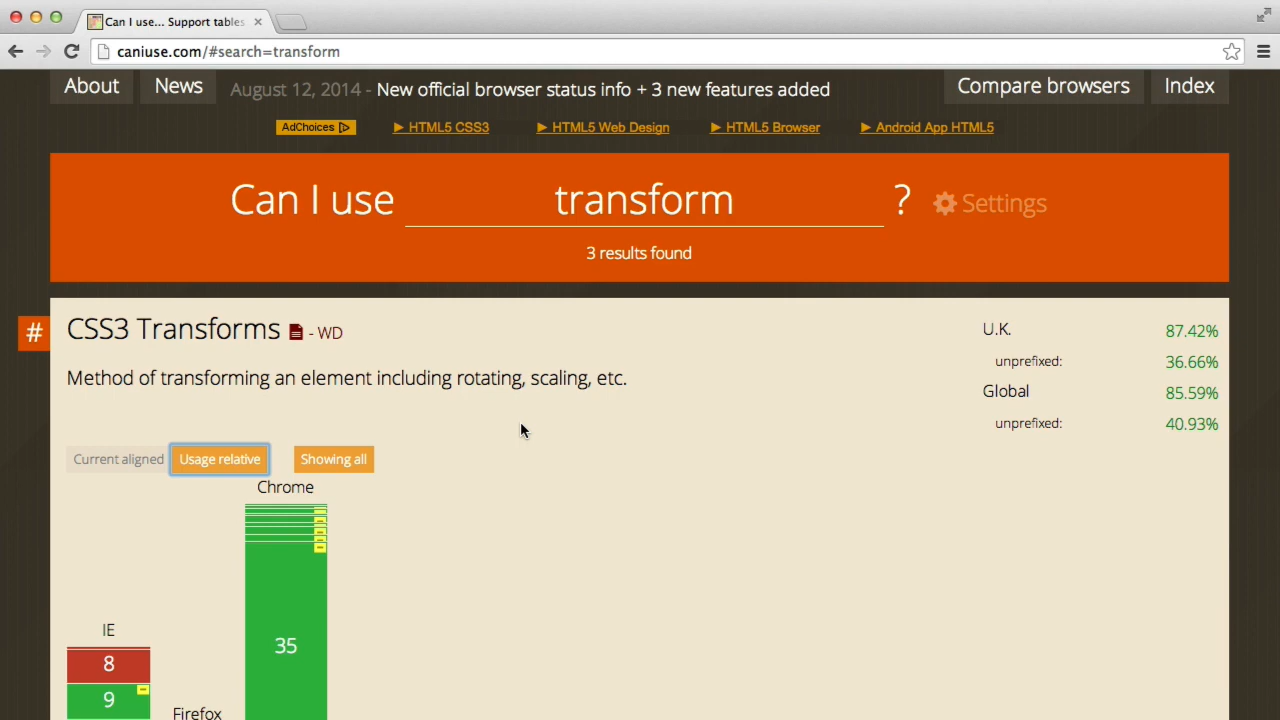 Can I use... Support tables
caniuse.com/#search=transform
About News August 12, 2014 - New official browser status info + 3 new features added Compare browsers Index
AdChoices HTML5 CSS3 HTML5 Web Design HTML5 Browser Android App HTML5
Can I use transform ? Settings
3 results found
# CSS3 Transforms - WD
Method of transforming an element including rotating, scaling, etc.
U.K. 87.42%
unprefixed: 36.66%
Global 85.59%
unprefixed: 40.93%
Current aligned Usage relative Showing all
Chrome
IE
35
8
9
Firefox